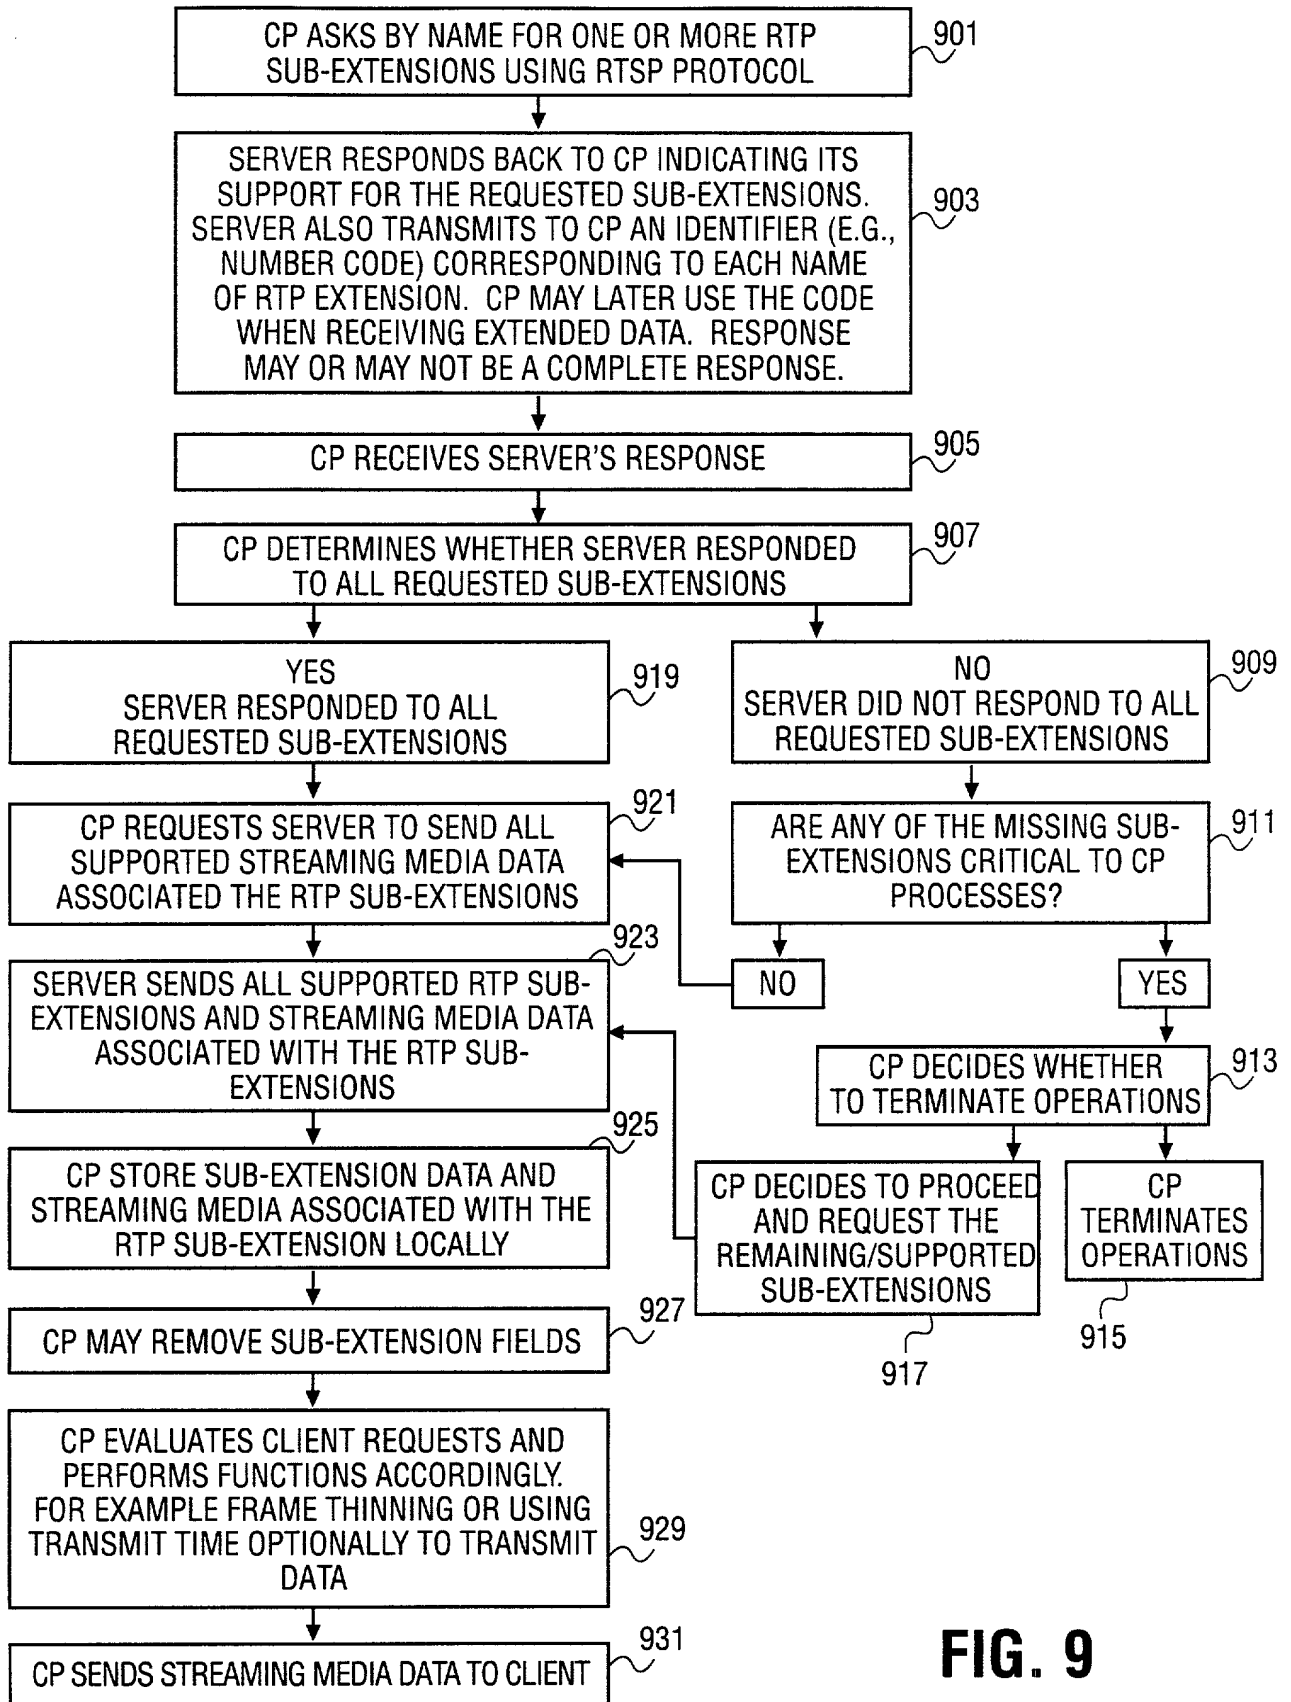 CP ASKS BY NAME FOR ONE OR MORE RTP
SUB-EXTENSIONS USING RTSP PROTOCOL
901
SERVER RESPONDS BACK TO CP INDICATING ITS
SUPPORT FOR THE REQUESTED SUB-EXTENSIONS.
SERVER ALSO TRANSMITS TO CP AN IDENTIFIER (E.G.,
NUMBER CODE) CORRESPONDING TO EACH NAME
OF RTP EXTENSION. CP MAY LATER USE THE CODE
WHEN RECEIVING EXTENDED DATA. RESPONSE
MAY OR MAY NOT BE A COMPLETE RESPONSE.
903
CP RECEIVES SERVER'S RESPONSE
905
CP DETERMINES WHETHER SERVER RESPONDED
TO ALL REQUESTED SUB-EXTENSIONS
907
YES
SERVER RESPONDED TO ALL
REQUESTED SUB-EXTENSIONS
919
NO
SERVER DID NOT RESPOND TO ALL
REQUESTED SUB-EXTENSIONS
909
CP REQUESTS SERVER TO SEND ALL
SUPPORTED STREAMING MEDIA DATA
ASSOCIATED THE RTP SUB-EXTENSIONS
921
ARE ANY OF THE MISSING SUB-
EXTENSIONS CRITICAL TO CP
PROCESSES?
911
NO
YES
SERVER SENDS ALL SUPPORTED RTP SUB-
EXTENSIONS AND STREAMING MEDIA DATA
ASSOCIATED WITH THE RTP SUB-
EXTENSIONS
923
CP DECIDES WHETHER
TO TERMINATE OPERATIONS
913
CP STORE SUB-EXTENSION DATA AND
STREAMING MEDIA ASSOCIATED WITH THE
RTP SUB-EXTENSION LOCALLY
925
CP DECIDES TO PROCEED
AND REQUEST THE
REMAINING/SUPPORTED
SUB-EXTENSIONS
917
CP
TERMINATES
OPERATIONS
915
CP MAY REMOVE SUB-EXTENSION FIELDS
927
CP EVALUATES CLIENT REQUESTS AND
PERFORMS FUNCTIONS ACCORDINGLY.
FOR EXAMPLE FRAME THINNING OR USING
TRANSMIT TIME OPTIONALLY TO TRANSMIT
DATA
929
CP SENDS STREAMING MEDIA DATA TO CLIENT
931
FIG. 9